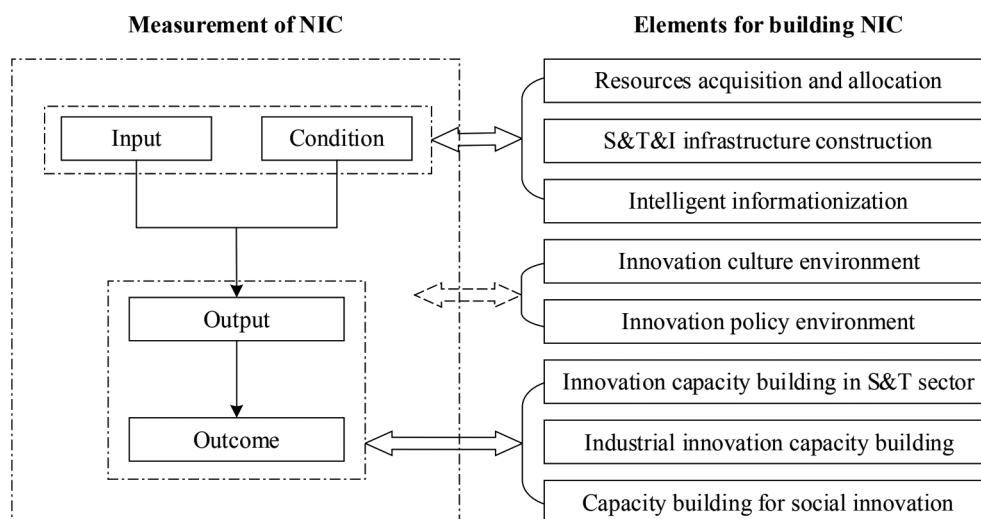 Measurement of NIC
Elements for building NIC
Input
Condition
Output
Outcome
Resources acquisition and allocation
S&T&I infrastructure construction
Intelligent informationization
Innovation culture environment
Innovation policy environment
Innovation capacity building in S&T sector
Industrial innovation capacity building
Capacity building for social innovation